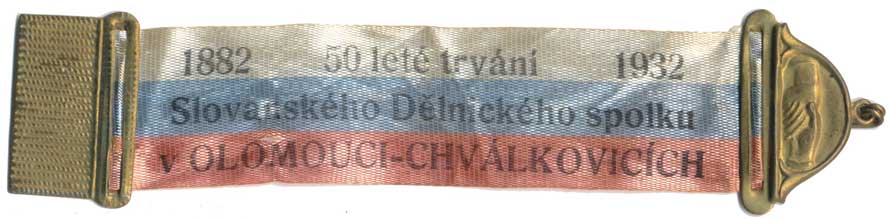 1882 50 leté trvání 1932
Slovanského Dělnického spolku
v OLOMOUCI-CHVÁLKOVICÍCH